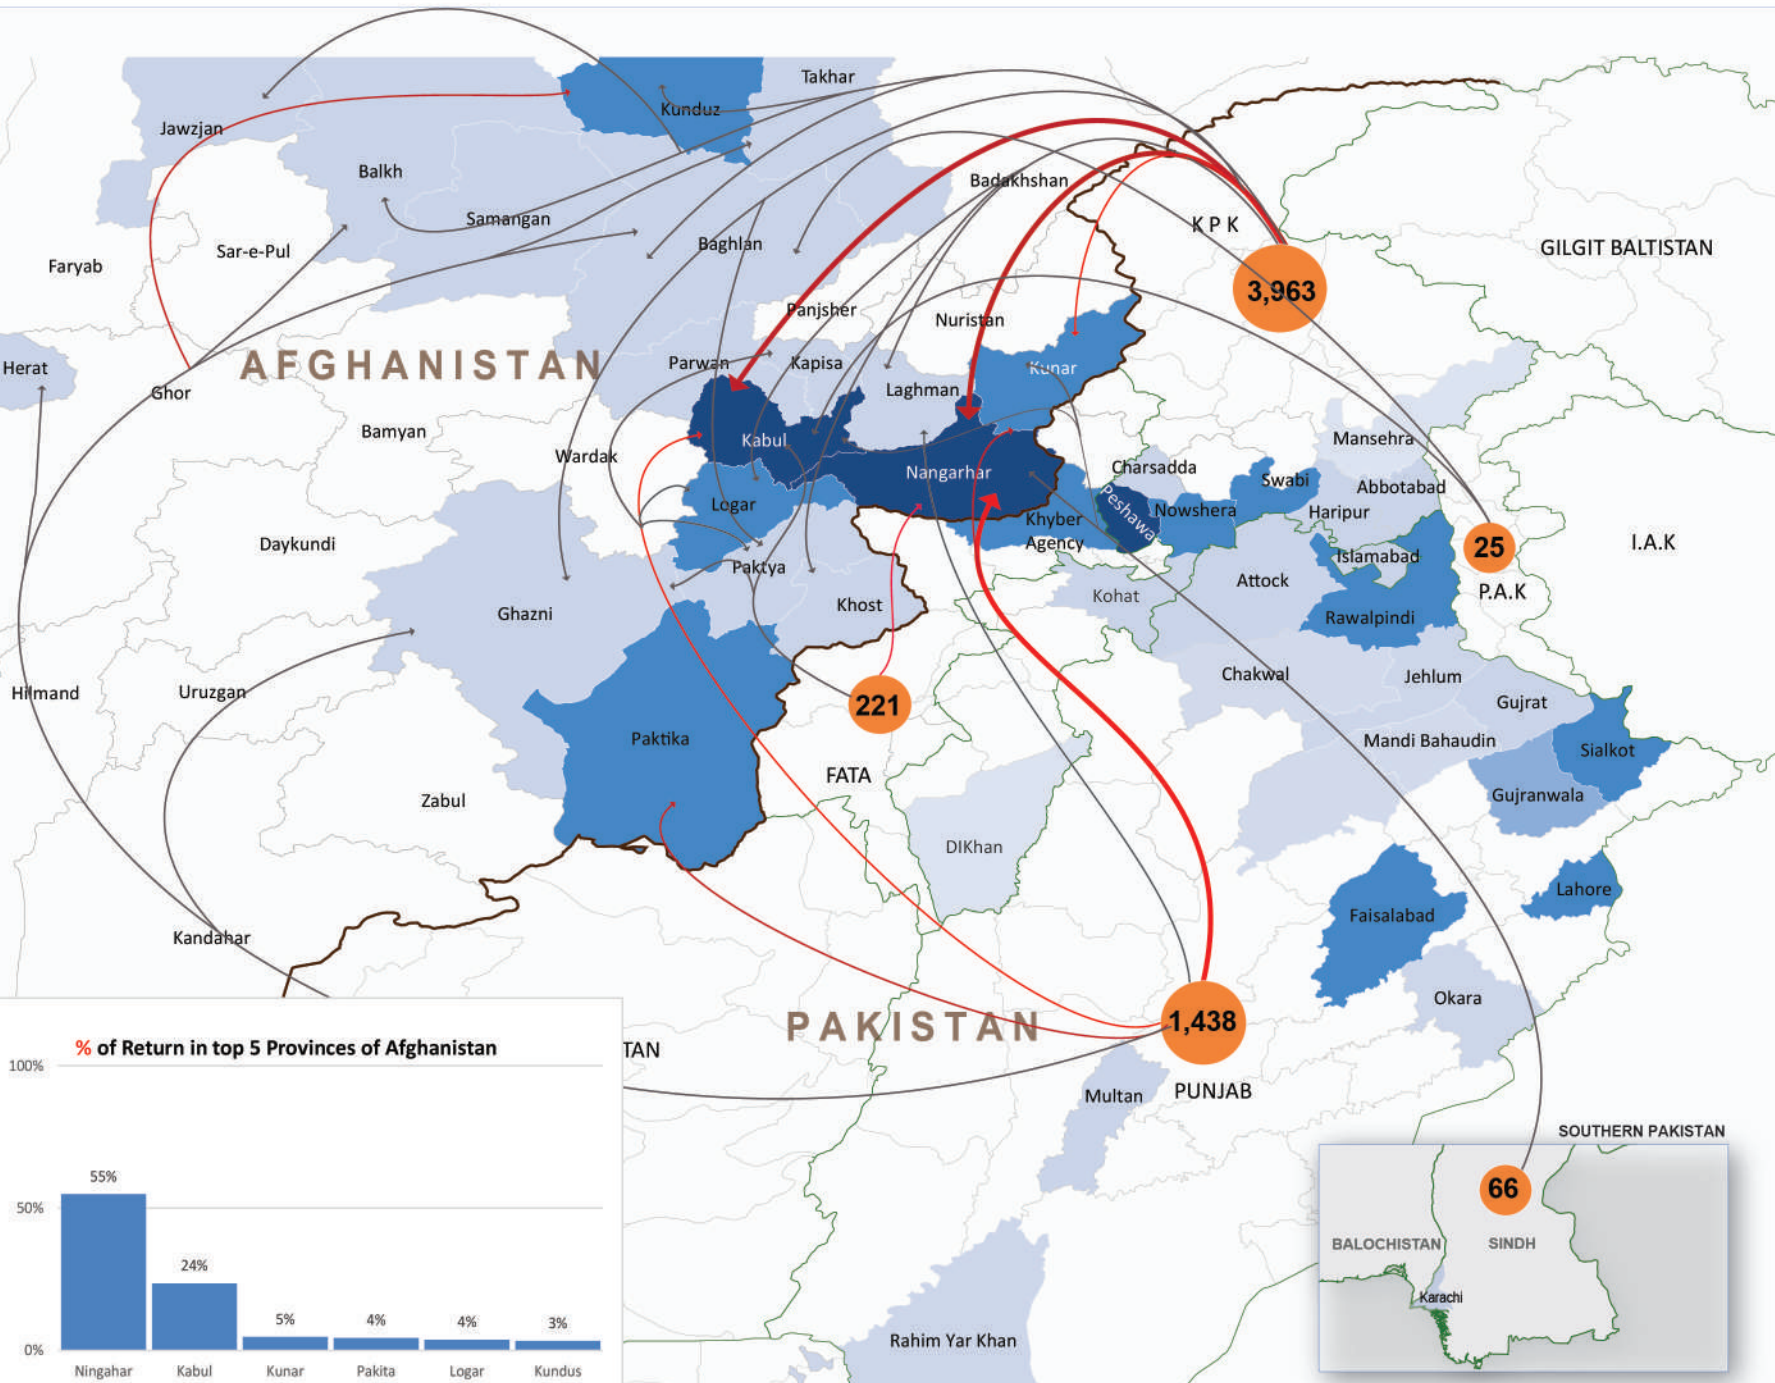 Takhar
Kunduz
Jawzjan
Balkh
Badakhshan
Samangan
KPK
Baghlan
GILGIT BALTISTAN
Sar-e-Pul
Faryab
3,963
Panjsher
Nuristan
AFGHANISTAN
Parwan
Kapisa
Herat
Kunar
Laghman
Ghor
Bamyan
Kabul
Mansehra
Wardak
Charsadda
Nangarhar
Swabi
Abbotabad
Logar
Peshawa
Nowshera
Haripur
Khyber
Agency
Daykundi
25
I.A.K
Islamabad
Paktya
Attock
P.A.K
Kohat
Khost
Ghazni
Rawalpindi
Chakwal
Jehlum
Hilmand
Uruzgan
221
Gujrat
Paktika
Mandi Bahaudin
Sialkot
FATA
Zabul
Gujranwala
DIKhan
Lahore
Faisalabad
Kandahar
Okara
PAKISTAN
1,438
TAN
PUNJAB
Multan
SOUTHERN PAKISTAN
66
BALOCHISTAN
SINDH
Karachi
Rahim Yar Khan
% of Return in top 5 Provinces of Afghanistan
100%
50%
0%
55%
24%
5%
4%
4%
3%
Ningahar
Kabul
Kunar
Pakita
Logar
Kundus